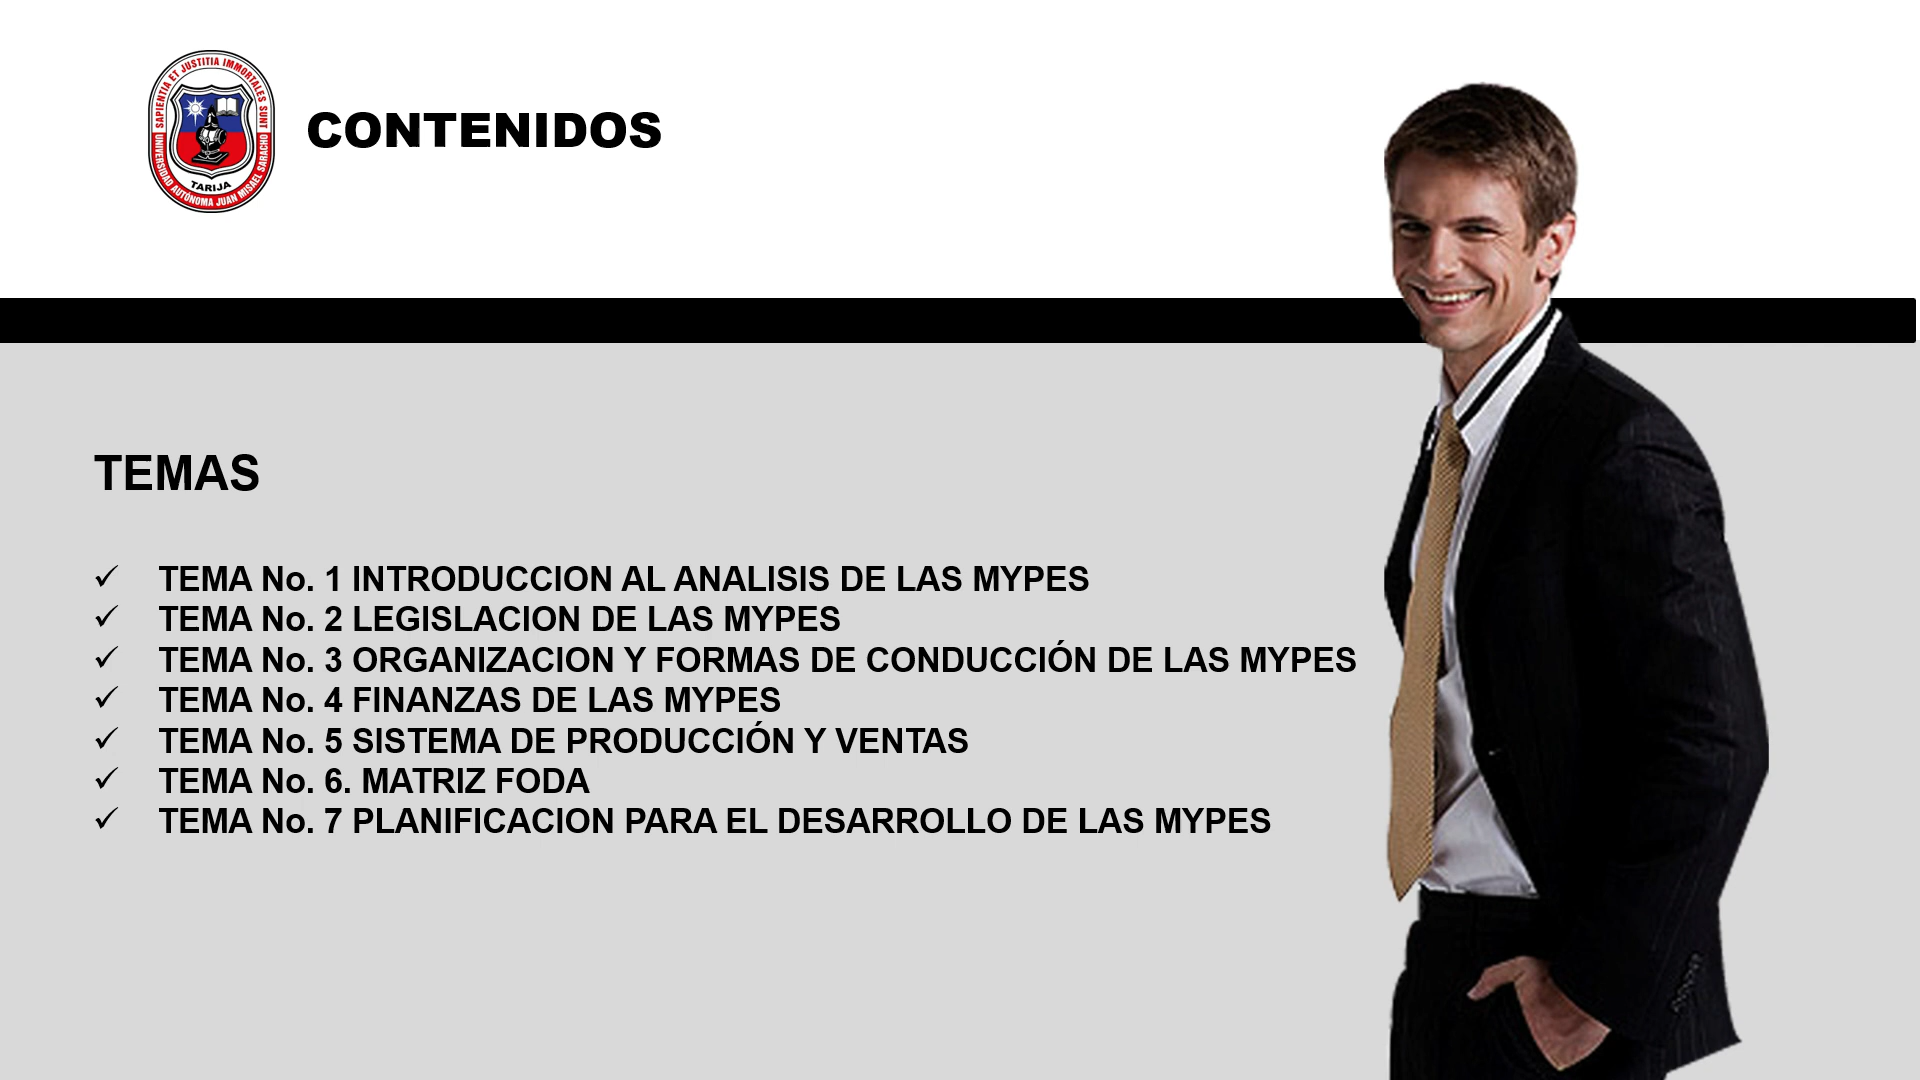 SAPIENTIA ET JUSTITIA IMMORTALES SUNT
TARIJA
UNIVERSIDAD AUTÓNOMA JUAN MISAEL SARACHO
CONTENIDOS
TEMAS
✓ TEMA No. 1 INTRODUCCION AL ANALISIS DE LAS MYPES
✓ TEMA No. 2 LEGISLACION DE LAS MYPES
✓ TEMA No. 3 ORGANIZACION Y FORMAS DE CONDUCCIÓN DE LAS MYPES
✓ TEMA No. 4 FINANZAS DE LAS MYPES
✓ TEMA No. 5 SISTEMA DE PRODUCCIÓN Y VENTAS
✓ TEMA No. 6. MATRIZ FODA
✓ TEMA No. 7 PLANIFICACION PARA EL DESARROLLO DE LAS MYPES